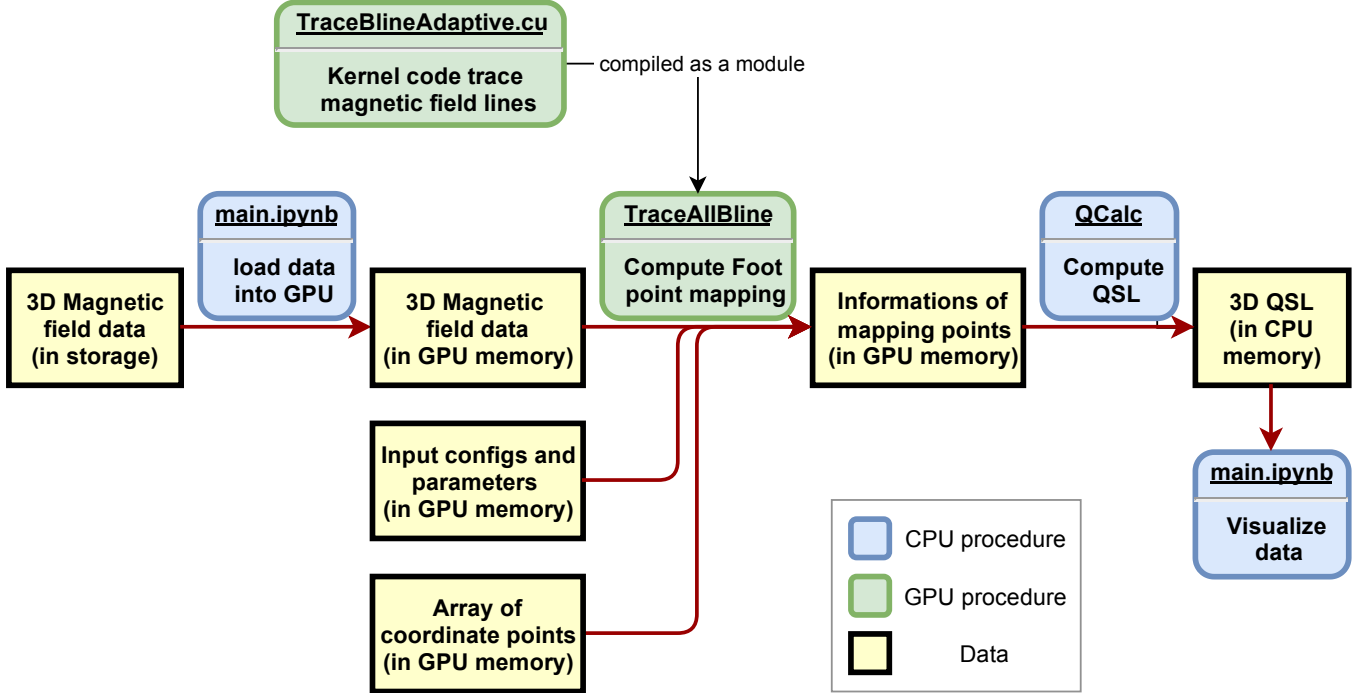 TraceBlineAdaptive.cu
Kernel code trace
magnetic field lines
compiled as a module
main.ipynb
load data
into GPU
TraceAllBline
Compute Foot
point mapping
QCalc
Compute
QSL
3D Magnetic
field data
(in storage)
3D Magnetic
field data
(in GPU memory)
Informations of
mapping points
(in GPU memory)
3D QSL
(in CPU
memory)
Input configs and
parameters
(in GPU memory)
main.ipynb
Visualize
data
Array of
coordinate points
(in GPU memory)
CPU procedure
GPU procedure
Data